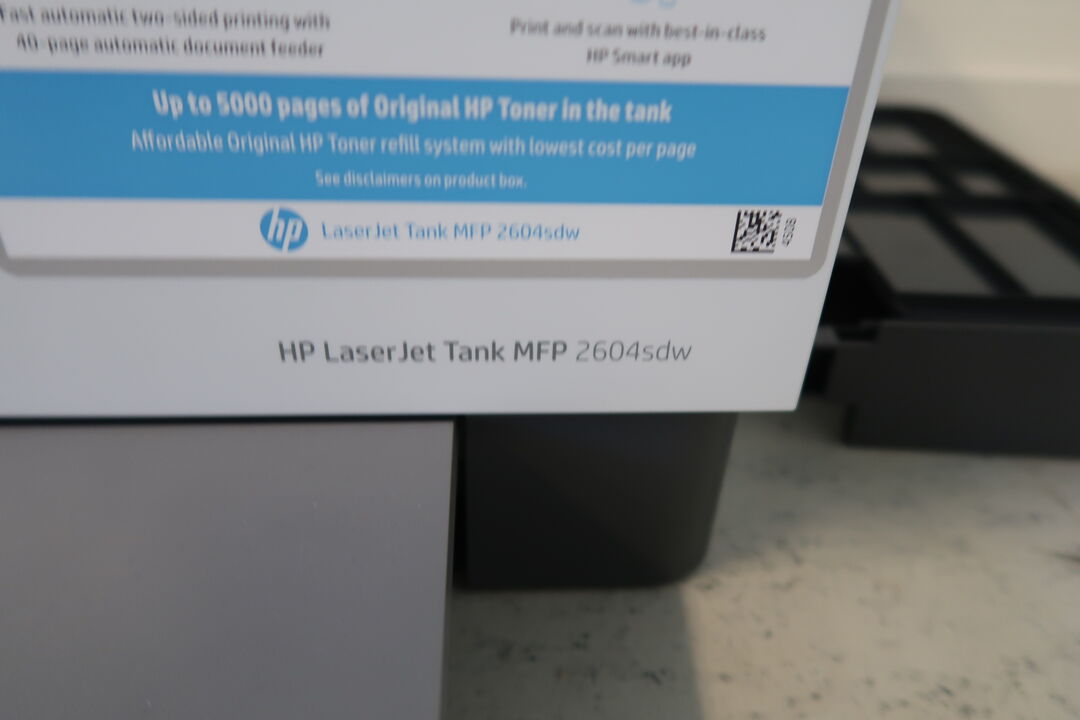 Fast automatic two-sided printing with
40-page automatic document feeder
Print and scan with best-in-class
HP Smart app
Up to 5000 pages of Original HP Toner in the tank
Affordable Original HP Toner refill system with lowest cost per page
See disclaimers on product box.
hp LaserJet Tank MFP 2604sdw
HP LaserJet Tank MFP 2604sdw